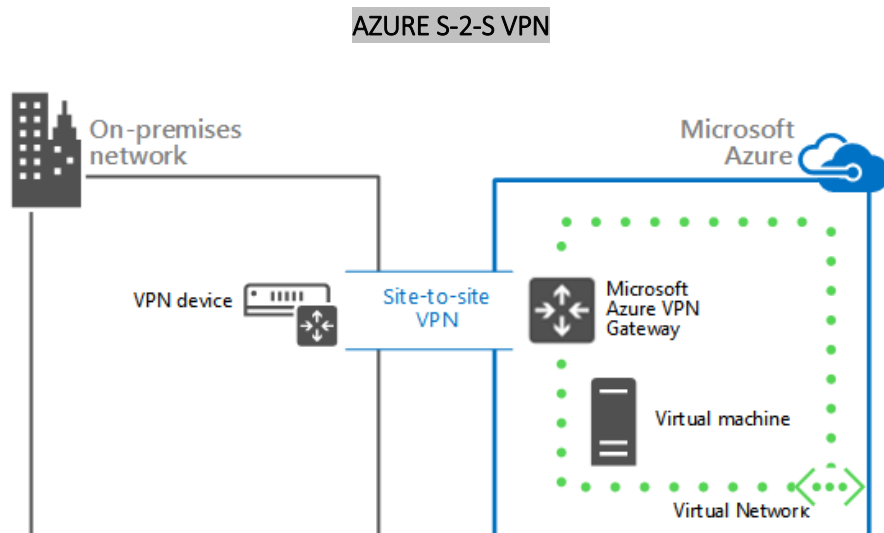 AZURE S-2-S VPN
On-premises
network
Microsoft
Azure
VPN device
Site-to-site
VPN
Microsoft
Azure VPN
Gateway
Virtual machine
Virtual Network